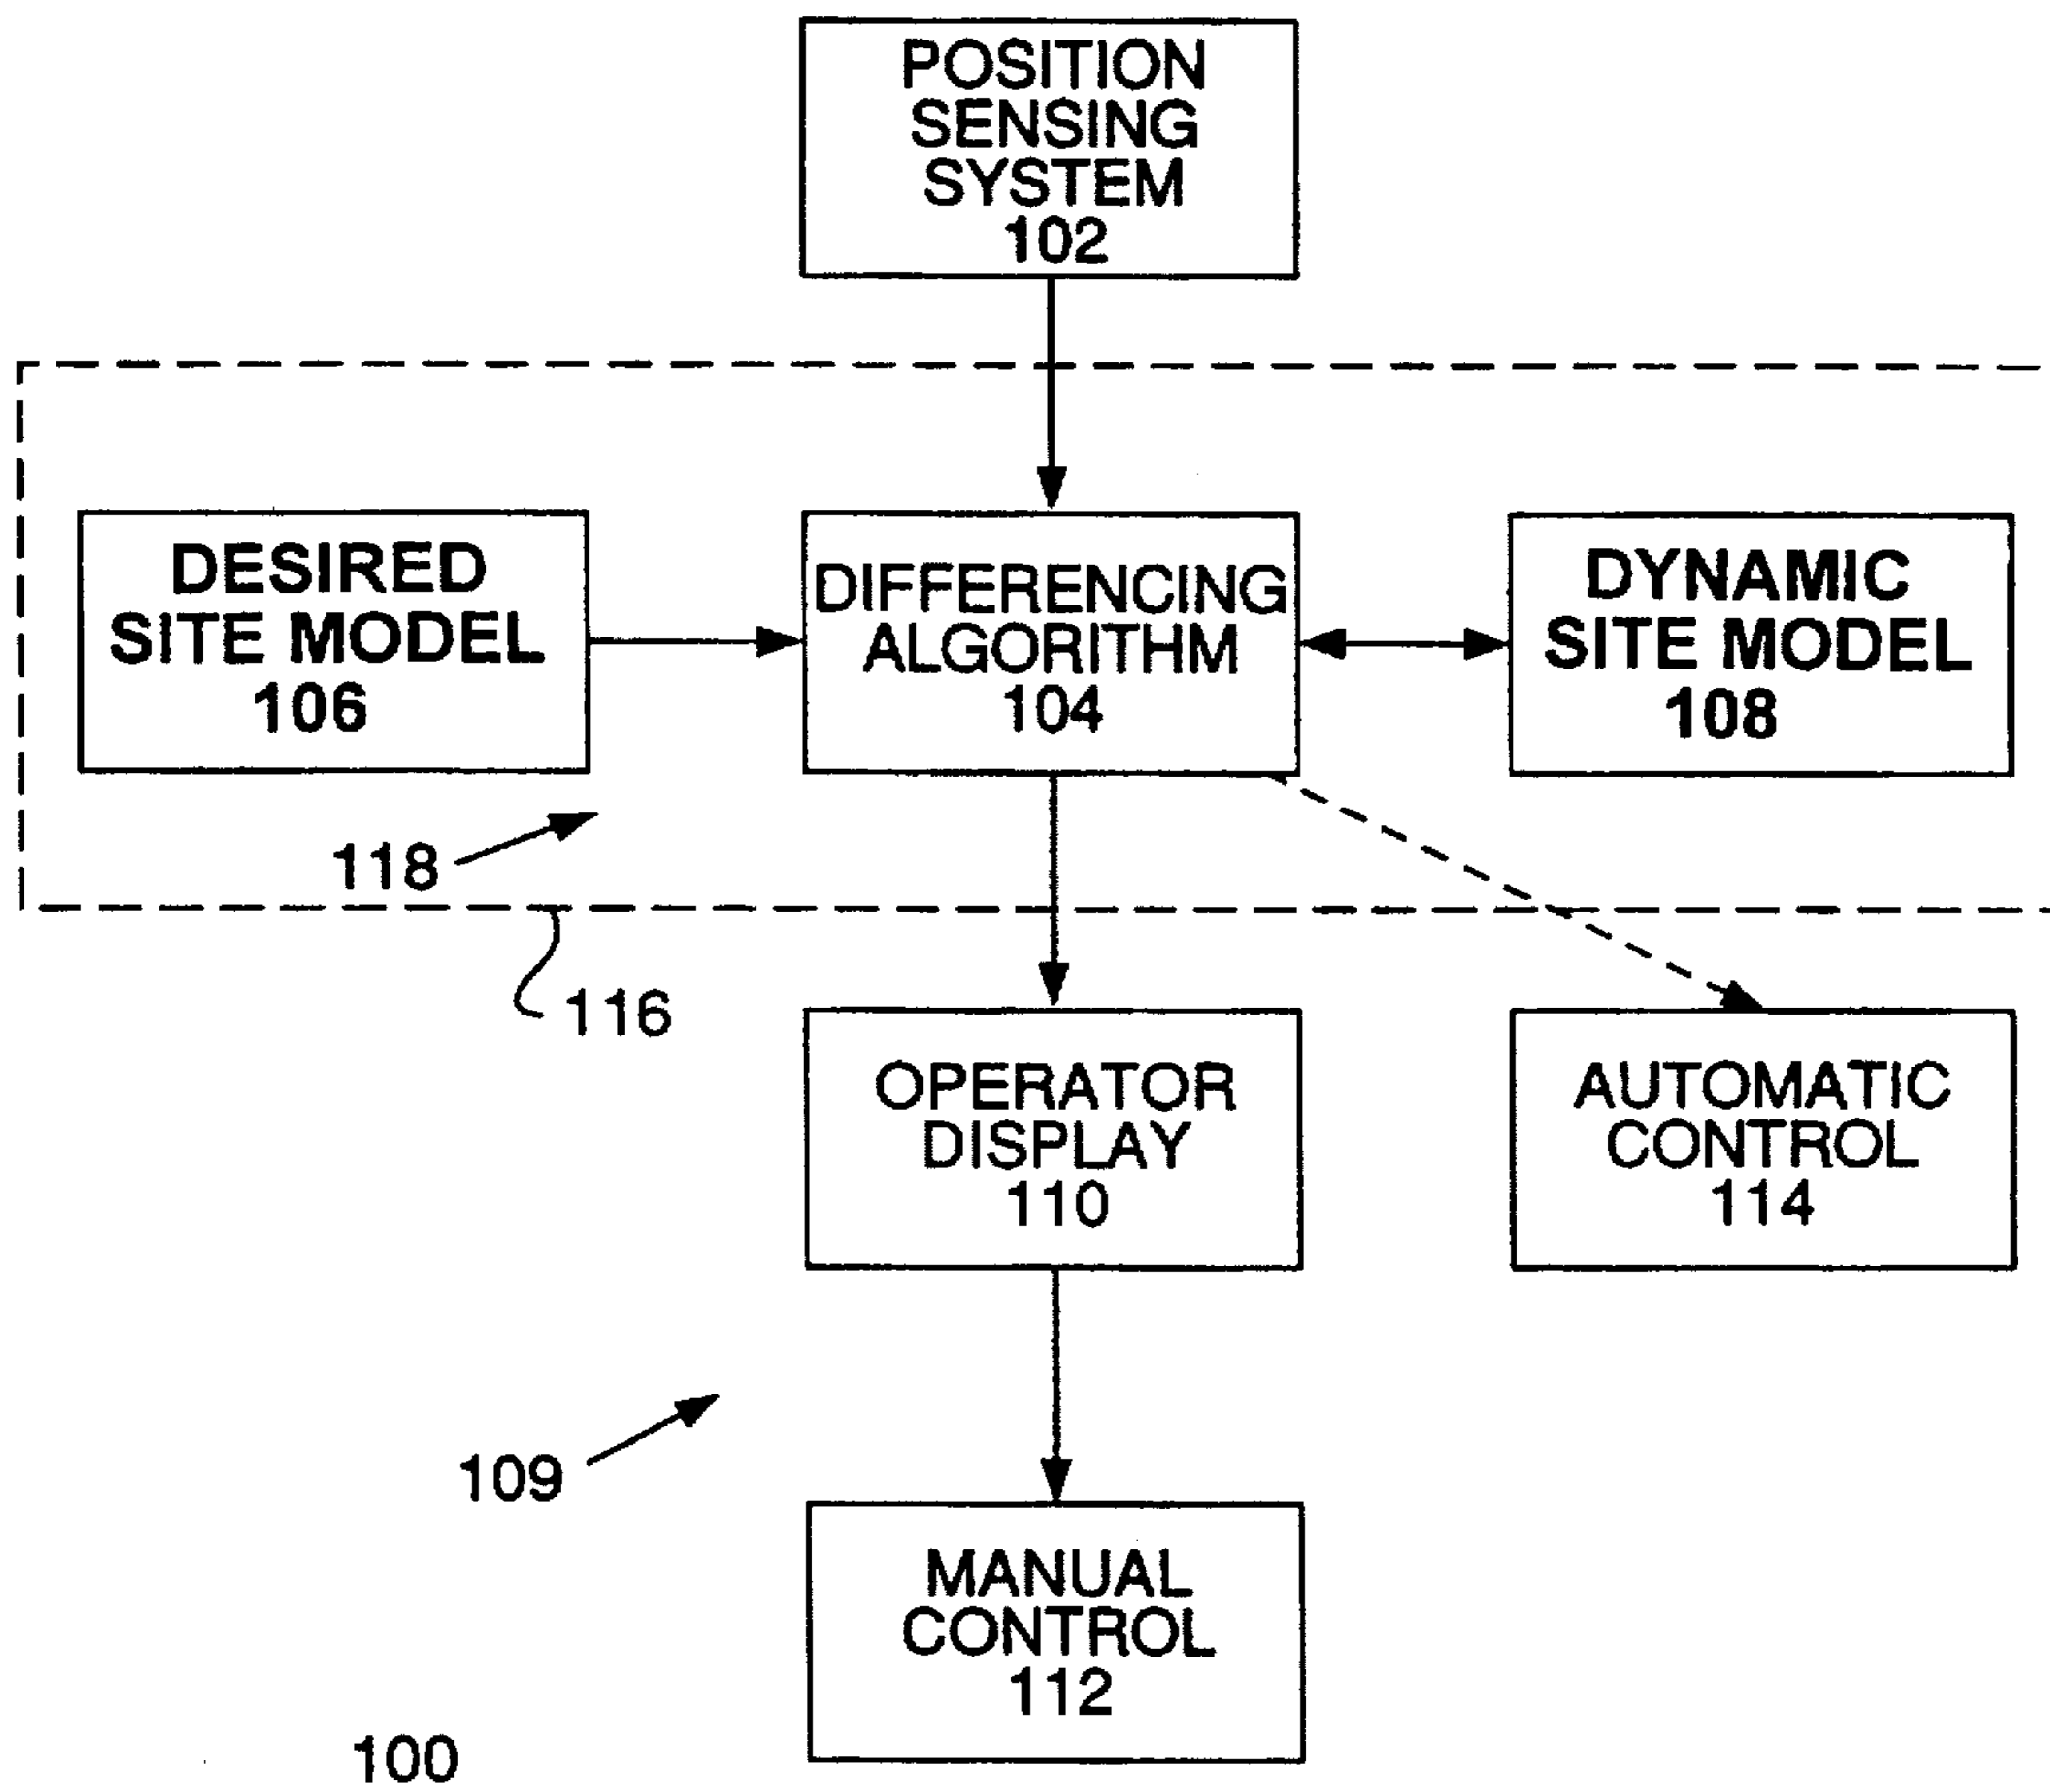 POSITION
SENSING
SYSTEM
102
DESIRED
SITE MODEL
106
DIFFERENCING
ALGORITHM
104
DYNAMIC
SITE MODEL
108
118
116
OPERATOR
DISPLAY
110
AUTOMATIC
CONTROL
114
109
MANUAL
CONTROL
112
100